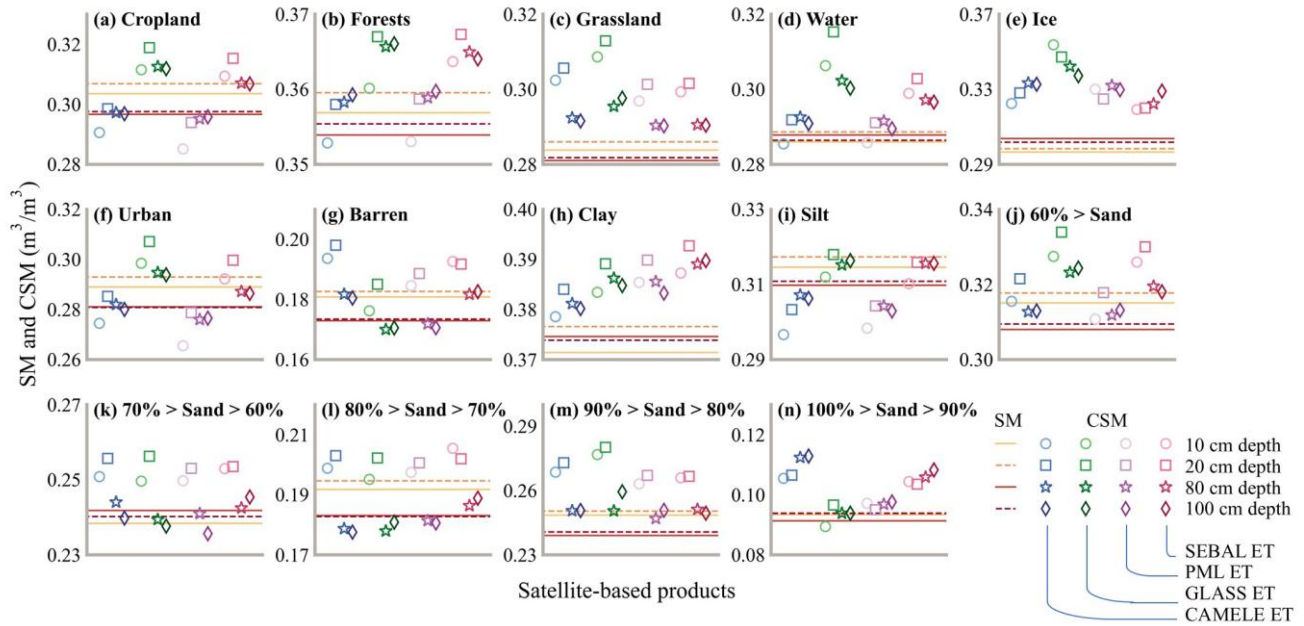 (a) Cropland
(b) Forests
(c) Grassland
(d) Water
(e) Ice
0.32
0.30
0.28
0.37
0.36
0.35
0.32
0.30
0.28
0.32
0.30
0.28
0.37
0.33
0.29
SM and CSM (m³/m³)
(f) Urban
(g) Barren
(h) Clay
(i) Silt
(j) 60% > Sand
0.32
0.30
0.28
0.26
0.20
0.18
0.16
0.40
0.39
0.38
0.37
0.33
0.31
0.29
0.34
0.32
0.30
(k) 70% > Sand > 60%
(l) 80% > Sand > 70%
(m) 90% > Sand > 80%
(n) 100% > Sand > 90%
0.27
0.25
0.23
0.21
0.19
0.17
0.29
0.26
0.23
0.12
0.10
0.08
Satellite-based products
SM CSM
10 cm depth
20 cm depth
80 cm depth
100 cm depth
SEBAL ET
PML ET
GLASS ET
CAMELE ET